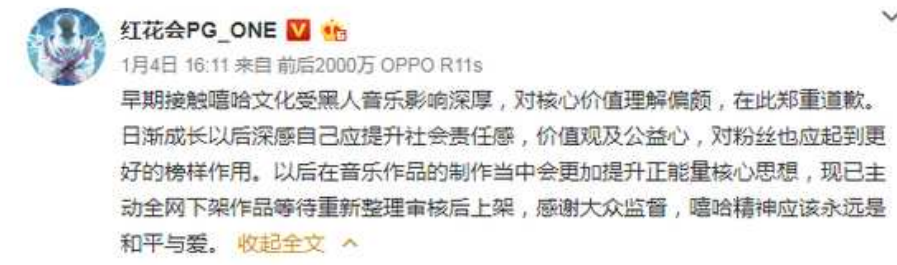 红花会PG_ONE
1月4日 16:11 来自 前后2000万 OPPO R11s
早期接触嘻哈文化受黑人音乐影响深厚，对核心价值理解偏颇，在此郑重道歉。
日渐成长以后深感自己应提升社会责任感，价值观及公益心，对粉丝也应起到更
好的榜样作用。以后在音乐作品的制作当中会更加提升正能量核心思想，现已主
动全网下架作品等待重新整理审核后上架，感谢大众监督，嘻哈精神应该永远是
和平与爱。 收起全文